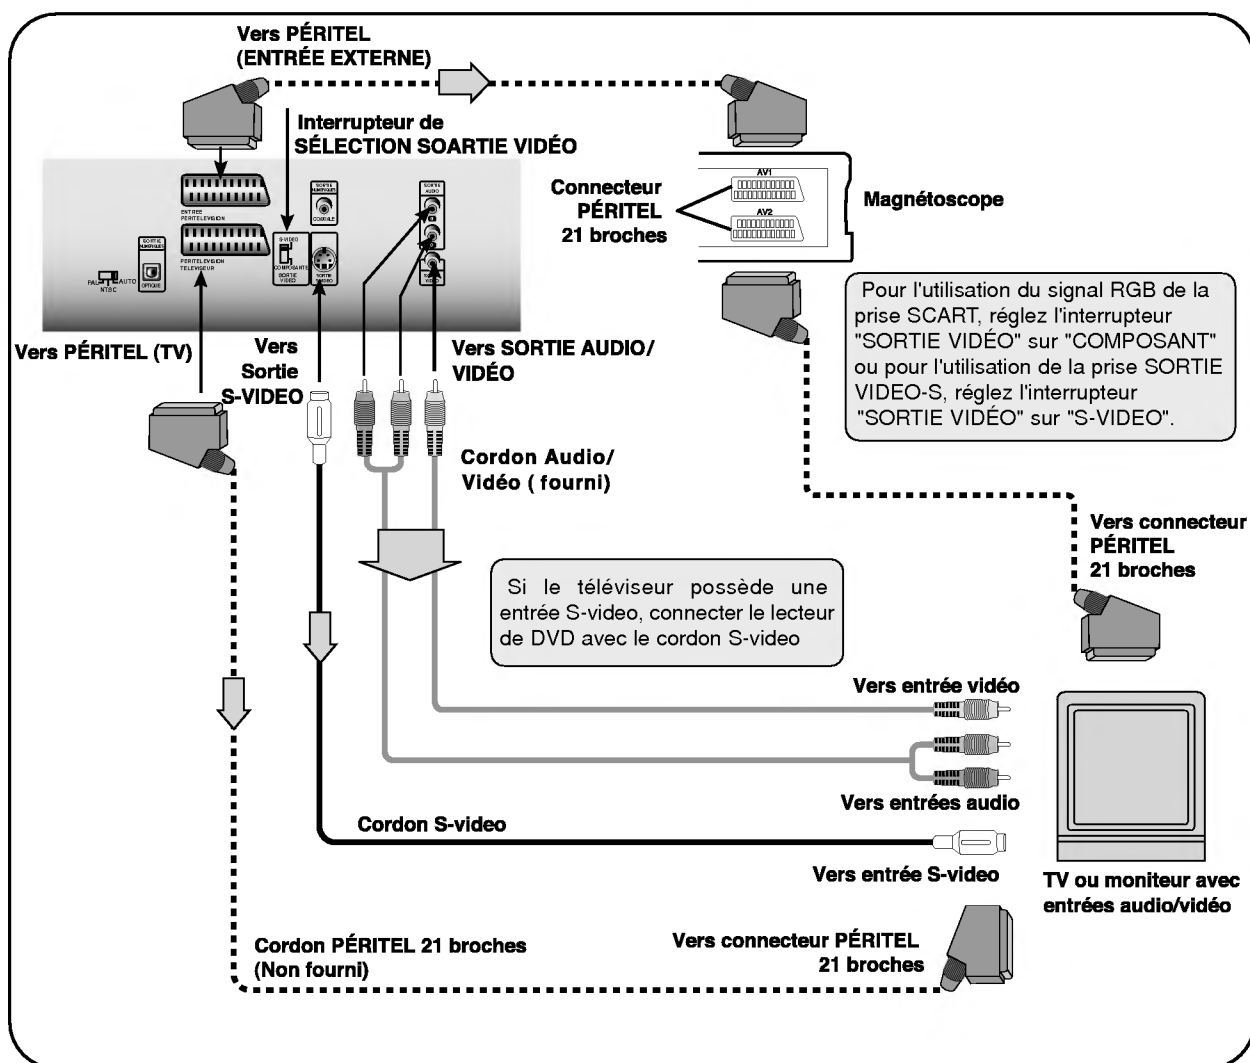 Vers PÉRITEL
(ENTRÉE EXTERNE)
Interrupteur de
SÉLECTION SOARTIE VIDÉO
Connecteur
PÉRITEL
21 broches
AV1
AV2
Magnétoscope
ENTREE
PERITELEVISION
PERITELEVISION
TELEVISEUR
SORTIE
NUMERIQUES
OPTIQUE
PAL
NTSC
AUTO
SORTIE
NUMERIQUES
COAXIALE
S-VIDEO
COMPOSANTE
SORTIE
VIDEO
SORTIE
SORTIE
AUDIO
VIDEO
Pour l'utilisation du signal RGB de la
prise SCART, réglez l'interrupteur
"SORTIE VIDÉO" sur "COMPOSANT"
ou pour l'utilisation de la prise SORTIE
VIDEO-S, réglez l'interrupteur
"SORTIE VIDÉO" sur "S-VIDEO".
Vers PÉRITEL (TV)
Vers
Sortie
S-VIDEO
Vers SORTIE AUDIO/
VIDÉO
Cordon Audio/
Vidéo ( fourni)
Vers connecteur
PÉRITEL
21 broches
Si le téléviseur possède une
entrée S-video, connecter le lecteur
de DVD avec le cordon S-video
Vers entrée vidéo
Vers entrées audio
Cordon S-video
Vers entrée S-video
TV ou moniteur avec
entrées audio/vidéo
Cordon PÉRITEL 21 broches
(Non fourni)
Vers connecteur PÉRITEL
21 broches